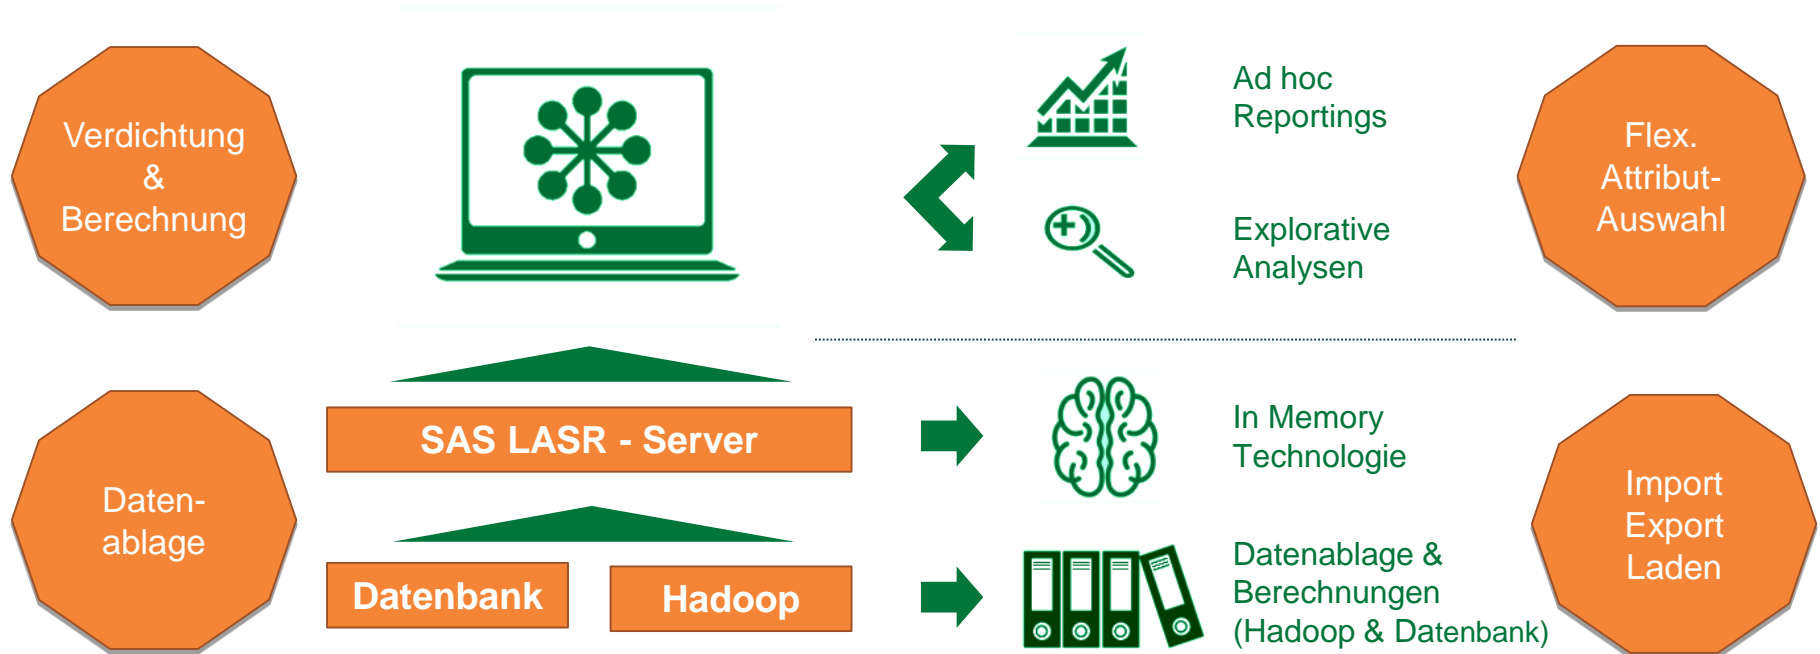 Verdichtung
&
Berechnung
Ad hoc
Reportings
Explorative
Analysen
Flex.
Attribut-
Auswahl
Daten-
ablage
SAS LASR - Server
Datenbank
Hadoop
In Memory
Technologie
Datenablage &
Berechnungen
(Hadoop & Datenbank)
Import
Export
Laden